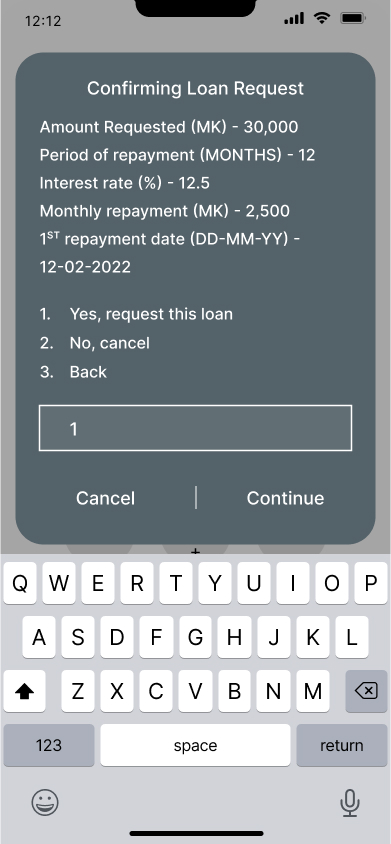 12:12
Confirming Loan Request
Amount Requested (MK) - 30,000
Period of repayment (MONTHS) - 12
Interest rate (%) - 12.5
Monthly repayment (MK) - 2,500
1ST repayment date (DD-MM-YY) -
12-02-2022
1. Yes, request this loan
2. No, cancel
3. Back
1
Cancel | Continue
+
Q W E R T Y U I O P
A S D F G H J K L
Z X C V B N M
123 space return